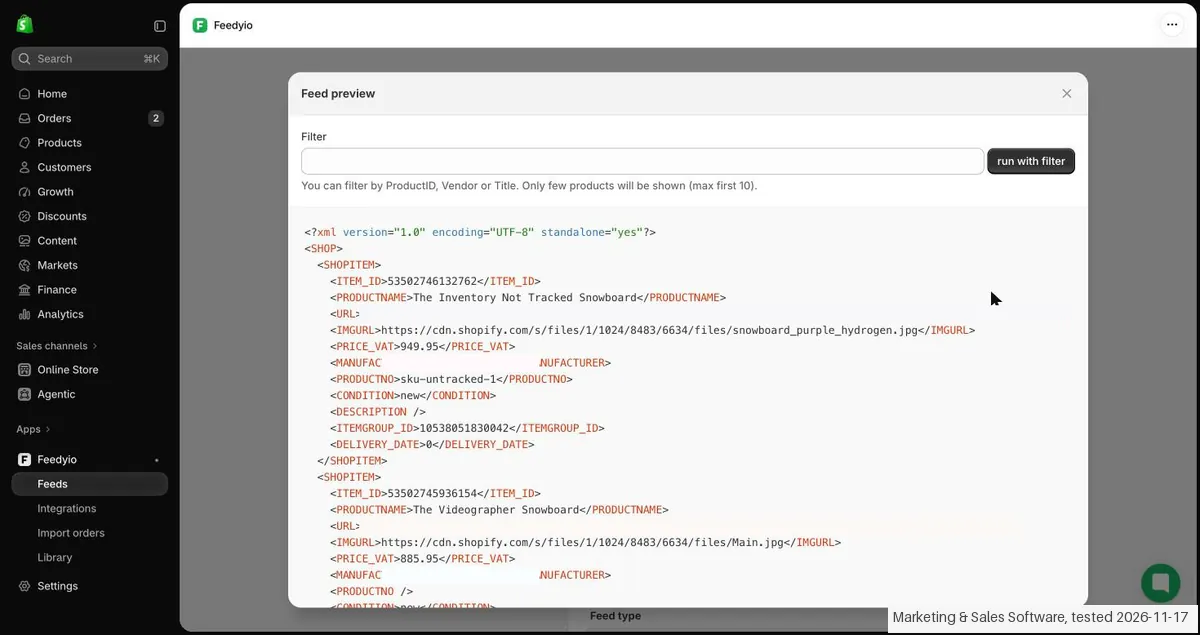 Search ⌘K
Home
Orders 2
Products
Customers
Growth
Discounts
Content
Markets
Finance
Analytics
Sales channels >
Online Store
Agentic
Apps >
Feedyio
Feeds
Integrations
Import orders
Library
Settings
Feedyio
Feed preview
Filter
run with filter
You can filter by ProductID, Vendor or Title. Only few products will be shown (max first 10).
<?xml version="1.0" encoding="UTF-8" standalone="yes"?>
<SHOP>
<SHOPITEM>
<ITEM_ID>53502746132762</ITEM_ID>
<PRODUCTNAME>The Inventory Not Tracked Snowboard</PRODUCTNAME>
<URL>
<IMGURL>https://cdn.shopify.com/s/files/1/1024/8483/6634/files/snowboard_purple_hydrogen.jpg</IMGURL>
<PRICE_VAT>949.95</PRICE_VAT>
<MANUFAC NUFACTURER>
<PRODUCTNO>sku-untracked-1</PRODUCTNO>
<CONDITION>new</CONDITION>
<DESCRIPTION />
<ITEMGROUP_ID>10538051830042</ITEMGROUP_ID>
<DELIVERY_DATE>0</DELIVERY_DATE>
</SHOPITEM>
<SHOPITEM>
<ITEM_ID>53502745936154</ITEM_ID>
<PRODUCTNAME>The Videographer Snowboard</PRODUCTNAME>
<URL>
<IMGURL>https://cdn.shopify.com/s/files/1/1024/8483/6634/files/Main.jpg</IMGURL>
<PRICE_VAT>885.95</PRICE_VAT>
<MANUFAC NUFACTURER>
<PRODUCTNO />
<CONDITION>new</CONDITION>
Feed type
Marketing & Sales Software, tested 2026-11-17